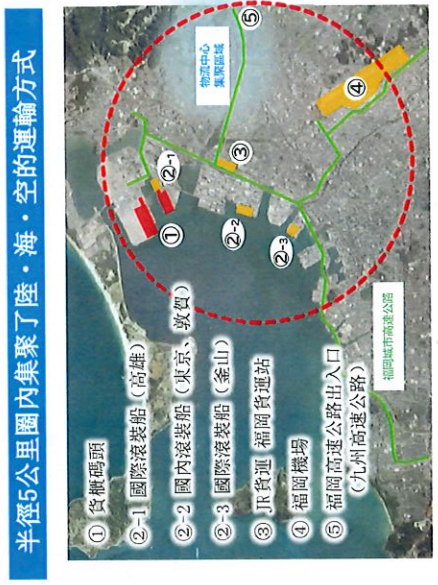 半徑5公里圈內集聚了陸・海・空的運輸方式
① 貨櫃碼頭
②-1 國際滾裝船（高雄）
②-2 國內滾裝船（東京、敦賀）
②-3 國際滾裝船（釜山）
③ JR貨運 福岡貨運站
④ 福岡機場
⑤ 福岡高速公路出入口
（九州高速公路）
①
②-1
②-2
②-3
③
④
⑤
物流中心
集聚區域
福岡城市高速公路